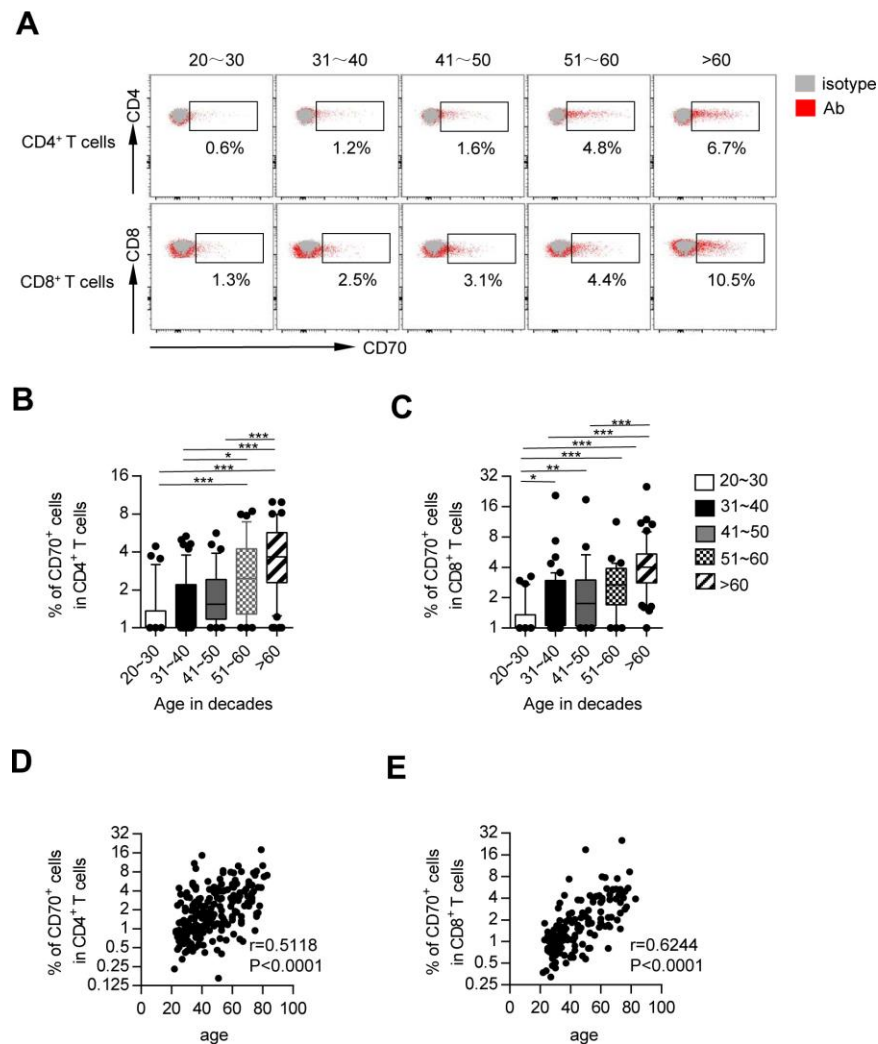 A
20~30 31~40 41~50 51~60 >60
isotype
Ab
CD4
CD4⁺ T cells
0.6% 1.2% 1.6% 4.8% 6.7%
CD8
CD8⁺ T cells
1.3% 2.5% 3.1% 4.4% 10.5%
CD70
B
***
***
*
***
***
% of CD70⁺ cells
in CD4⁺ T cells
16
8
4
2
1
20~30 31~40 41~50 51~60 >60
Age in decades
C
***
***
***
***
**
*
% of CD70⁺ cells
in CD8⁺ T cells
32
16
8
4
2
1
20~30 31~40 41~50 51~60 >60
Age in decades
20~30
31~40
41~50
51~60
>60
D
% of CD70⁺ cells
in CD4⁺ T cells
32
16
8
4
2
1
0.5
0.25
0.125
r=0.5118
P<0.0001
0 20 40 60 80 100
age
E
% of CD70⁺ cells
in CD8⁺ T cells
32
16
8
4
2
1
0.5
0.25
r=0.6244
P<0.0001
0 20 40 60 80 100
age